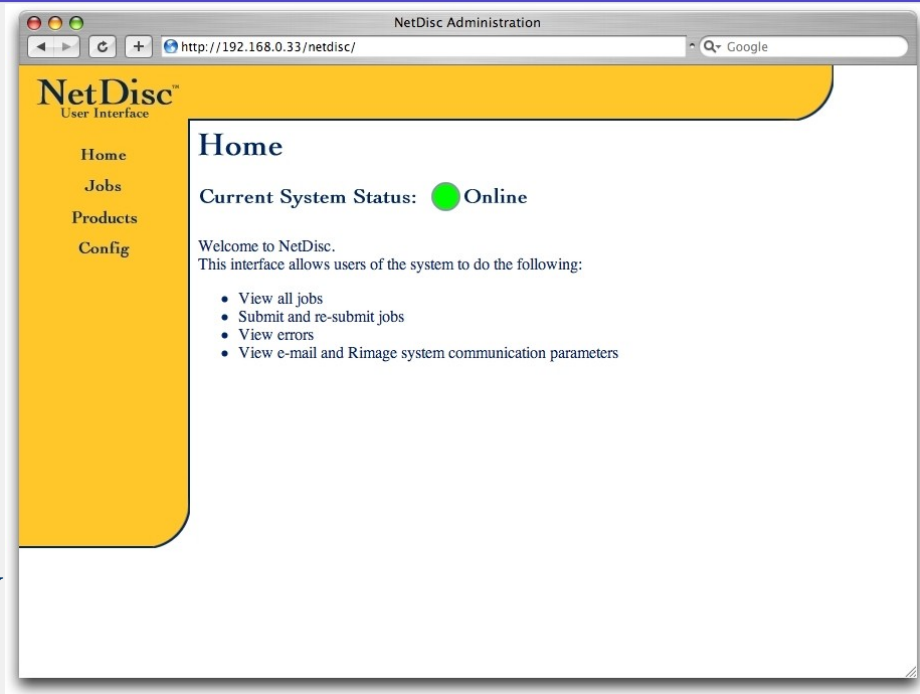 NetDisc Administration
http://192.168.0.33/netdisc/
Google
NetDisc™
User Interface
Home
Jobs
Products
Config
Home
Current System Status: Online
Welcome to NetDisc.
This interface allows users of the system to do the following:
• View all jobs
• Submit and re-submit jobs
• View errors
• View e-mail and Rimage system communication parameters